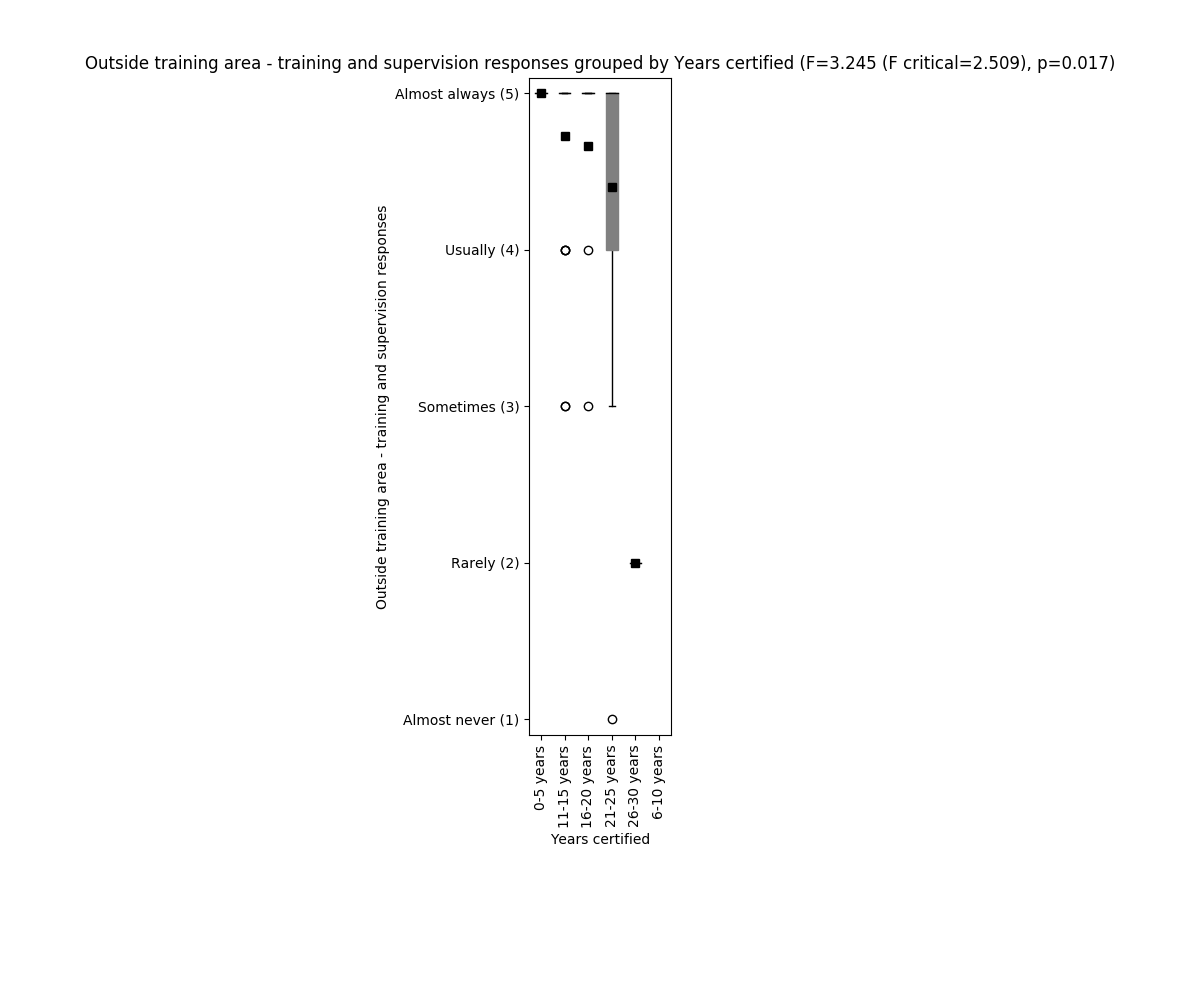 Outside training area - training and supervision responses grouped by Years certified (F=3.245 (F critical=2.509), p=0.017)
Outside training area - training and supervision responses
Almost always (5)
Usually (4)
Sometimes (3)
Rarely (2)
Almost never (1)
0-5 years
11-15 years
16-20 years
21-25 years
26-30 years
6-10 years
Years certified